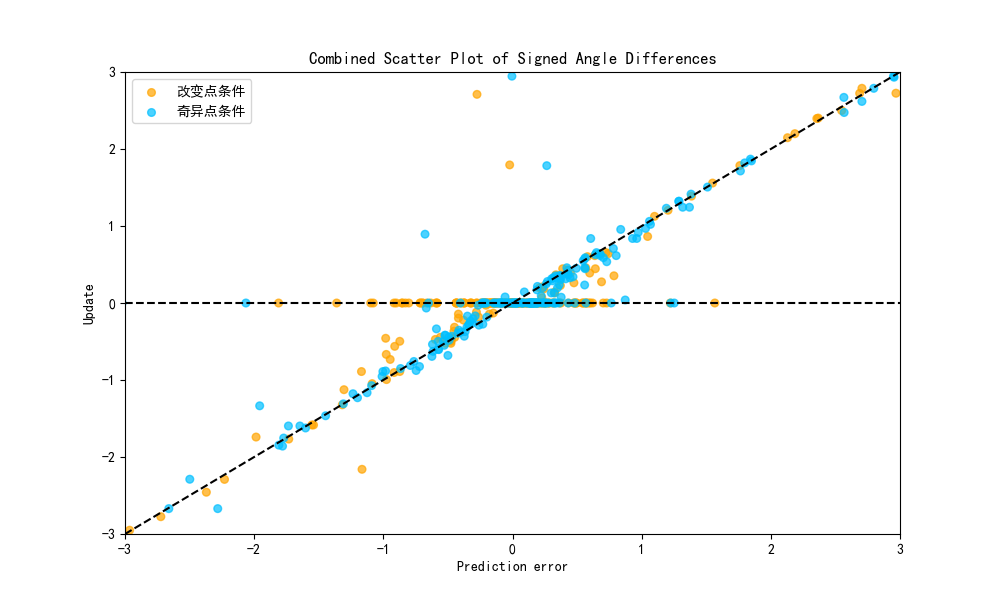 Combined Scatter Plot of Signed Angle Differences
改变点条件
奇异点条件
3
2
1
0
−1
−2
−3
Update
−3 −2 −1 0 1 2 3
Prediction error